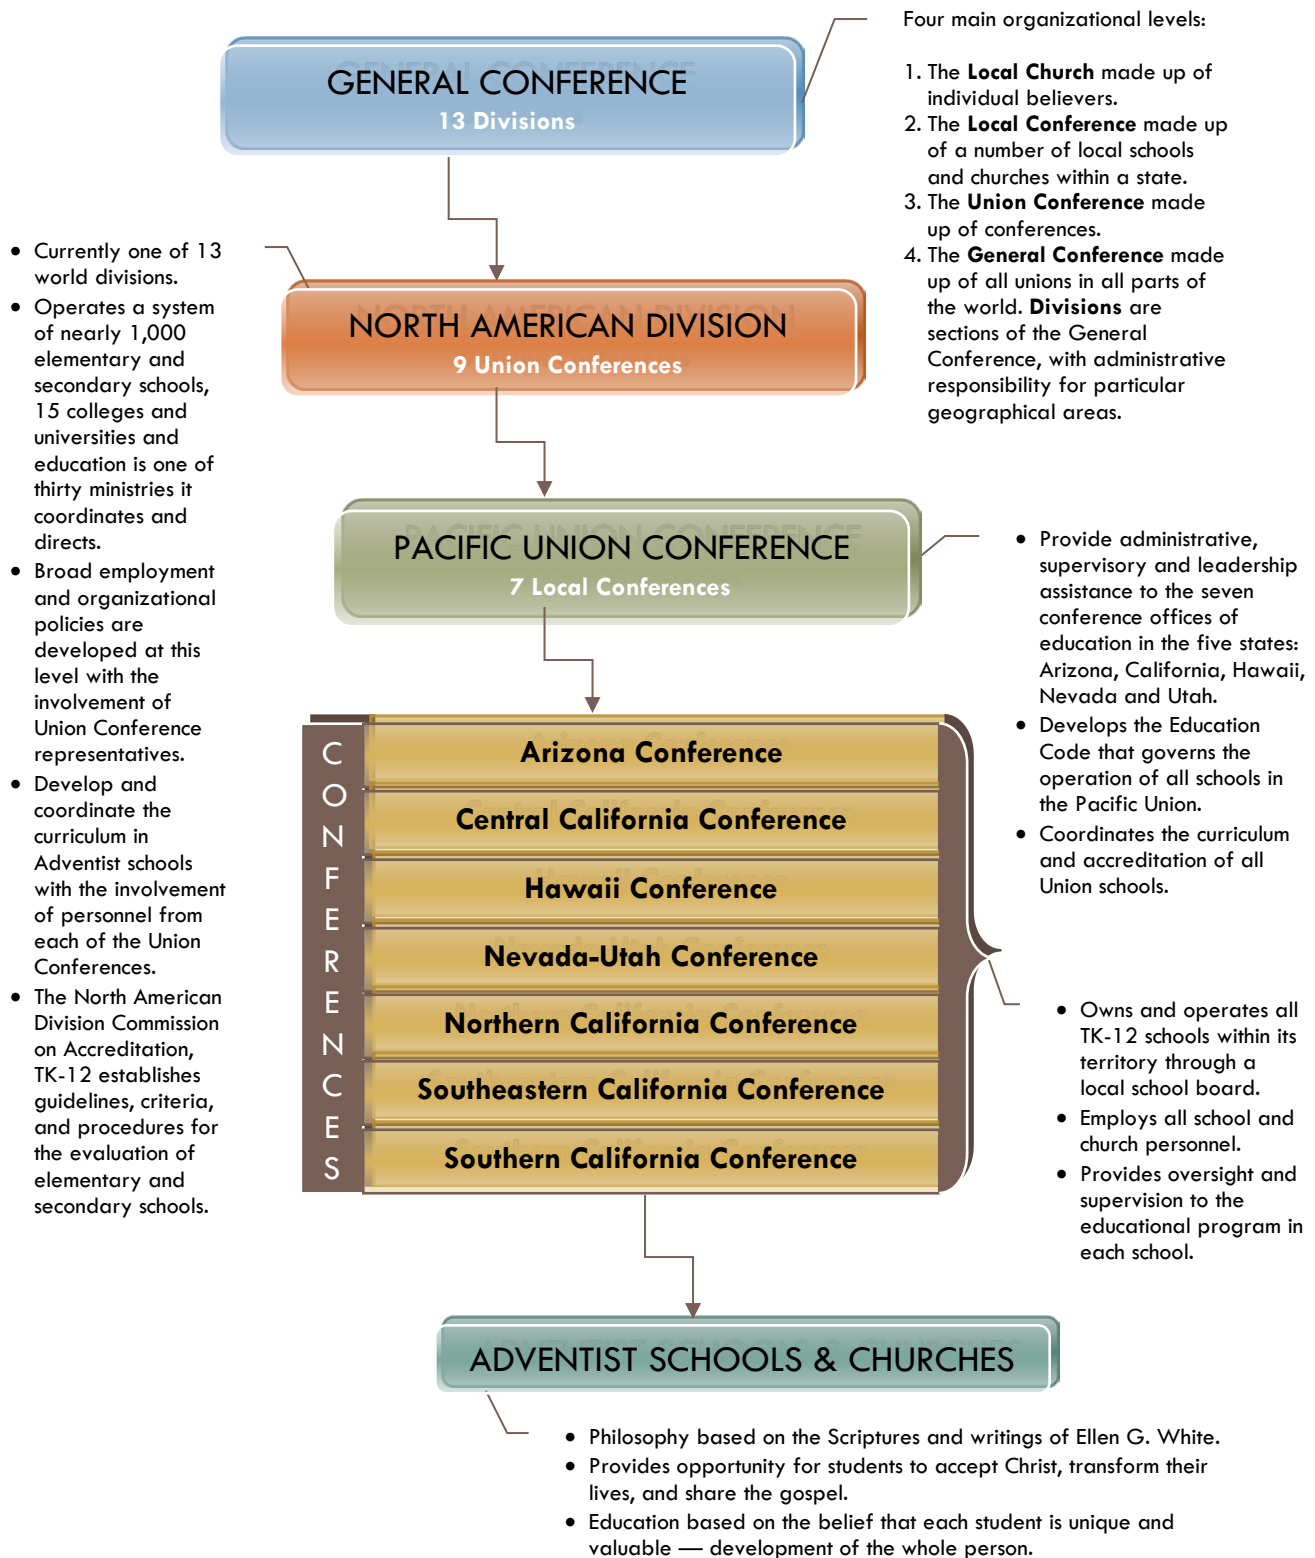 Four main organizational levels:
1. The Local Church made up of
individual believers.
2. The Local Conference made up
of a number of local schools
and churches within a state.
3. The Union Conference made
up of conferences.
4. The General Conference made
up of all unions in all parts of
the world. Divisions are
sections of the General
Conference, with administrative
responsibility for particular
geographical areas.
GENERAL CONFERENCE
13 Divisions
• Currently one of 13
world divisions.
• Operates a system
of nearly 1,000
elementary and
secondary schools,
15 colleges and
universities and
education is one of
thirty ministries it
coordinates and
directs.
• Broad employment
and organizational
policies are
developed at this
level with the
involvement of
Union Conference
representatives.
• Develop and
coordinate the
curriculum in
Adventist schools
with the involvement
of personnel from
each of the Union
Conferences.
• The North American
Division Commission
on Accreditation,
TK-12 establishes
guidelines, criteria,
and procedures for
the evaluation of
elementary and
secondary schools.
NORTH AMERICAN DIVISION
9 Union Conferences
PACIFIC UNION CONFERENCE
7 Local Conferences
• Provide administrative,
supervisory and leadership
assistance to the seven
conference offices of
education in the five states:
Arizona, California, Hawaii,
Nevada and Utah.
• Develops the Education
Code that governs the
operation of all schools in
the Pacific Union.
• Coordinates the curriculum
and accreditation of all
Union schools.
CONFERENCES
Arizona Conference
Central California Conference
Hawaii Conference
Nevada-Utah Conference
Northern California Conference
Southeastern California Conference
Southern California Conference
• Owns and operates all
TK-12 schools within its
territory through a
local school board.
• Employs all school and
church personnel.
• Provides oversight and
supervision to the
educational program in
each school.
ADVENTIST SCHOOLS & CHURCHES
• Philosophy based on the Scriptures and writings of Ellen G. White.
• Provides opportunity for students to accept Christ, transform their
lives, and share the gospel.
• Education based on the belief that each student is unique and
valuable — development of the whole person.